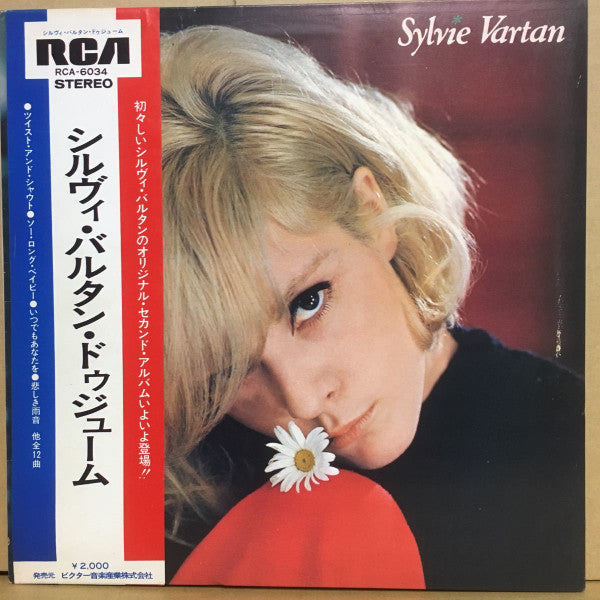 シルヴィ・バルタン・ドゥジューム
RCA
RCA-6034
STEREO
Sylvie Vartan
初々しいシルヴィ・バルタンのオリジナル・セカンド・アルバムいよいよ登場!!
シルヴィ・バルタン・ドゥジューム
●ツイスト・アンド・シャウト●ソー・ロング・ベイビー●いつでもあなたを●悲しき雨音 他全12曲
¥2,000
発売元 ビクター音楽産業株式会社